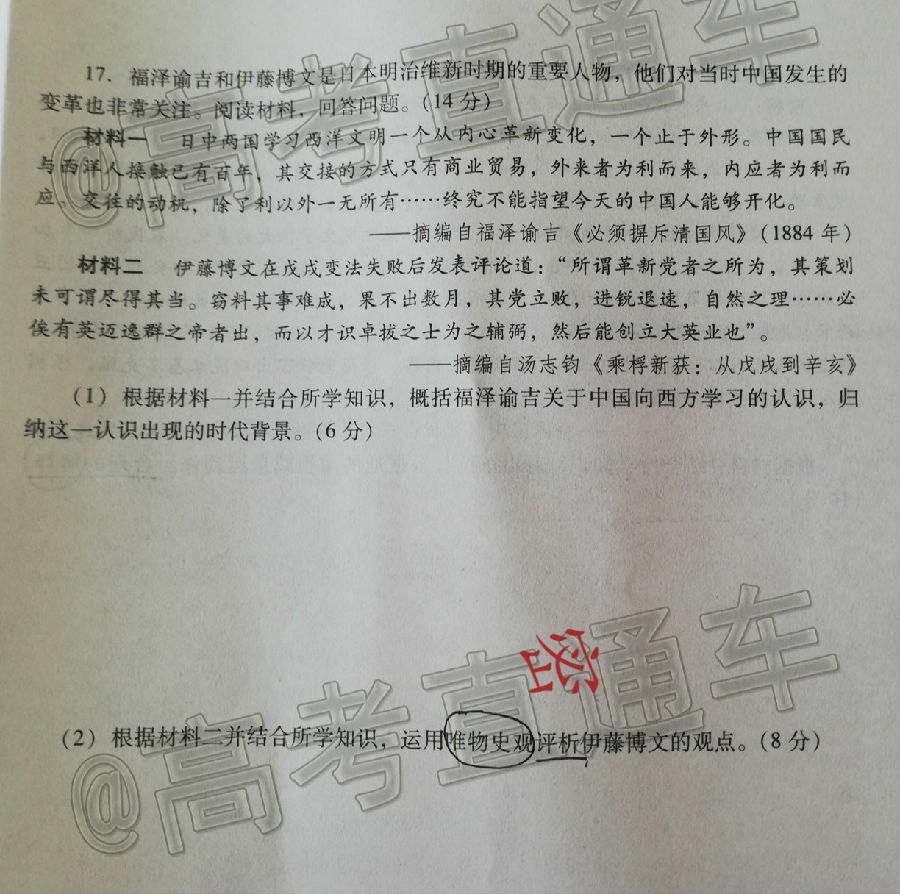 17. 福泽谕吉和伊藤博文是日本明治维新时期的重要人物，他们对当时中国发生的
变革也非常关注。阅读材料，回答问题。(14分)
材料一 日中两国学习西洋文明一个从内心革新变化，一个止于外形。中国国民
与西洋人接触已有百年，其交接的方式只有商业贸易，外来者为利而来，内应者为利而
应。交往的动机，除了利以外一无所有……终究不能指望今天的中国人能够开化。
——摘编自福泽谕吉《必须摒斥清国风》(1884年)
材料二 伊藤博文在戊戌变法失败后发表评论道：“所谓革新党者之所为，其策划
未可谓尽得其当。窃料其事难成，果不出数月，其党立败，进锐退速，自然之理……必
俟有英迈逸群之帝者出，而以才识卓拔之士为之辅弼，然后能创立大英业也”。
——摘编自汤志钧《乘桴新获：从戊戌到辛亥》
(1) 根据材料一并结合所学知识，概括福泽谕吉关于中国向西方学习的认识，归
纳这一认识出现的时代背景。(6分)
密
(2) 根据材料二并结合所学知识，运用唯物史观评析伊藤博文的观点。(8分)
@高考直通车
@高考直通车